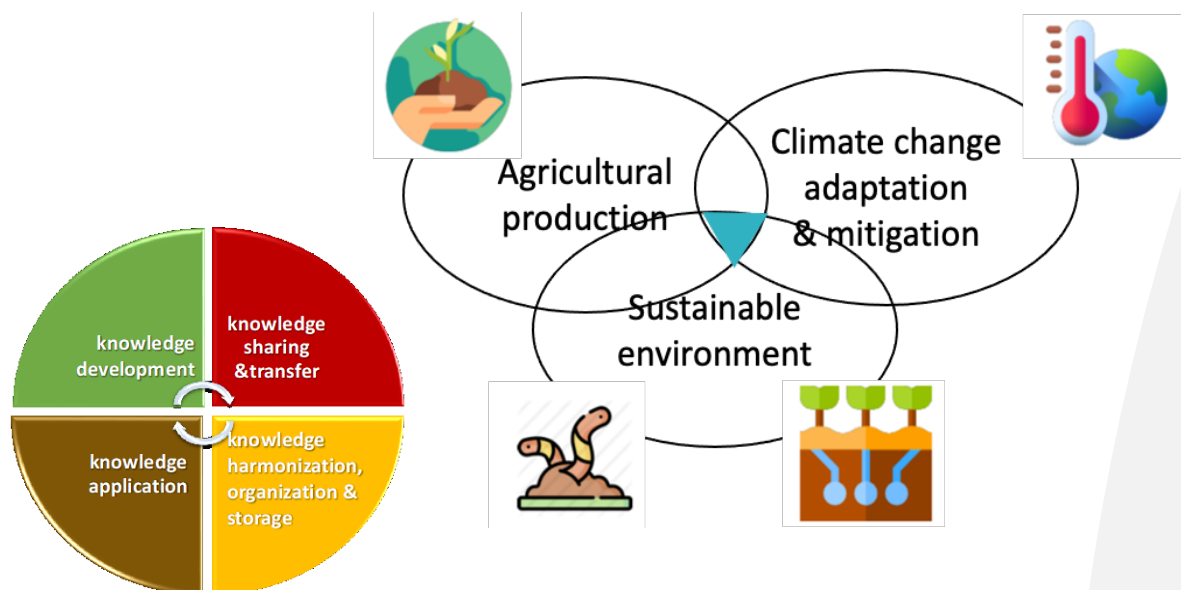 Agricultural
production
Climate change
adaptation
& mitigation
Sustainable
environment
knowledge
development
knowledge
sharing
&transfer
knowledge
application
knowledge
harmonization,
organization &
storage